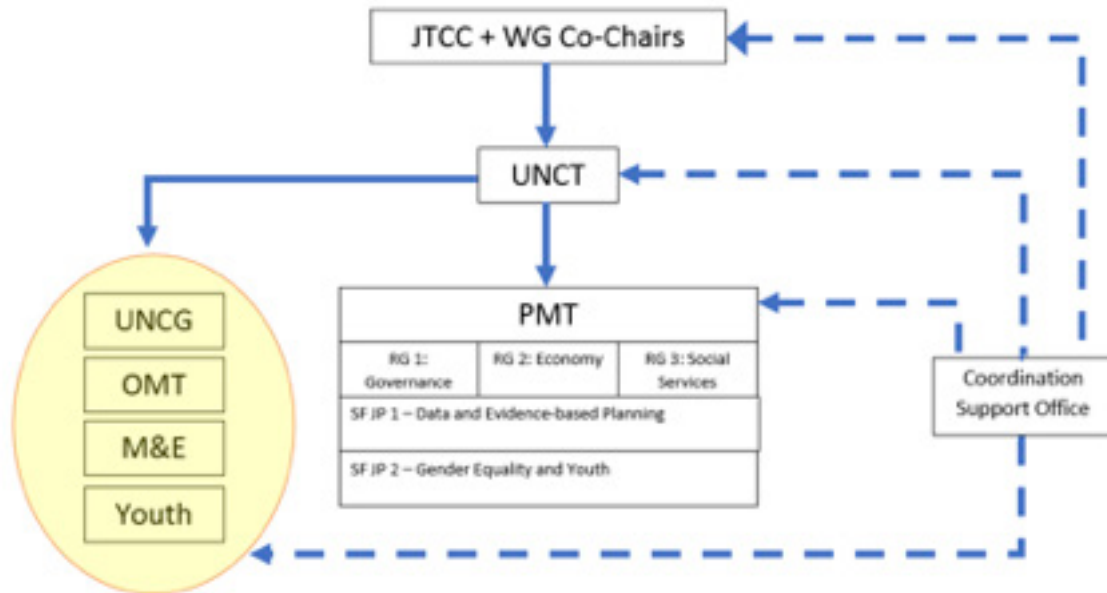 JTCC + WG Co-Chairs
UNCT
UNCG
OMT
M&E
Youth
PMT
RG 1:
Governance
RG 2: Economy
RG 3: Social
Services
SF JP 1 – Data and Evidence-based Planning
SF JP 2 – Gender Equality and Youth
Coordination
Support Office